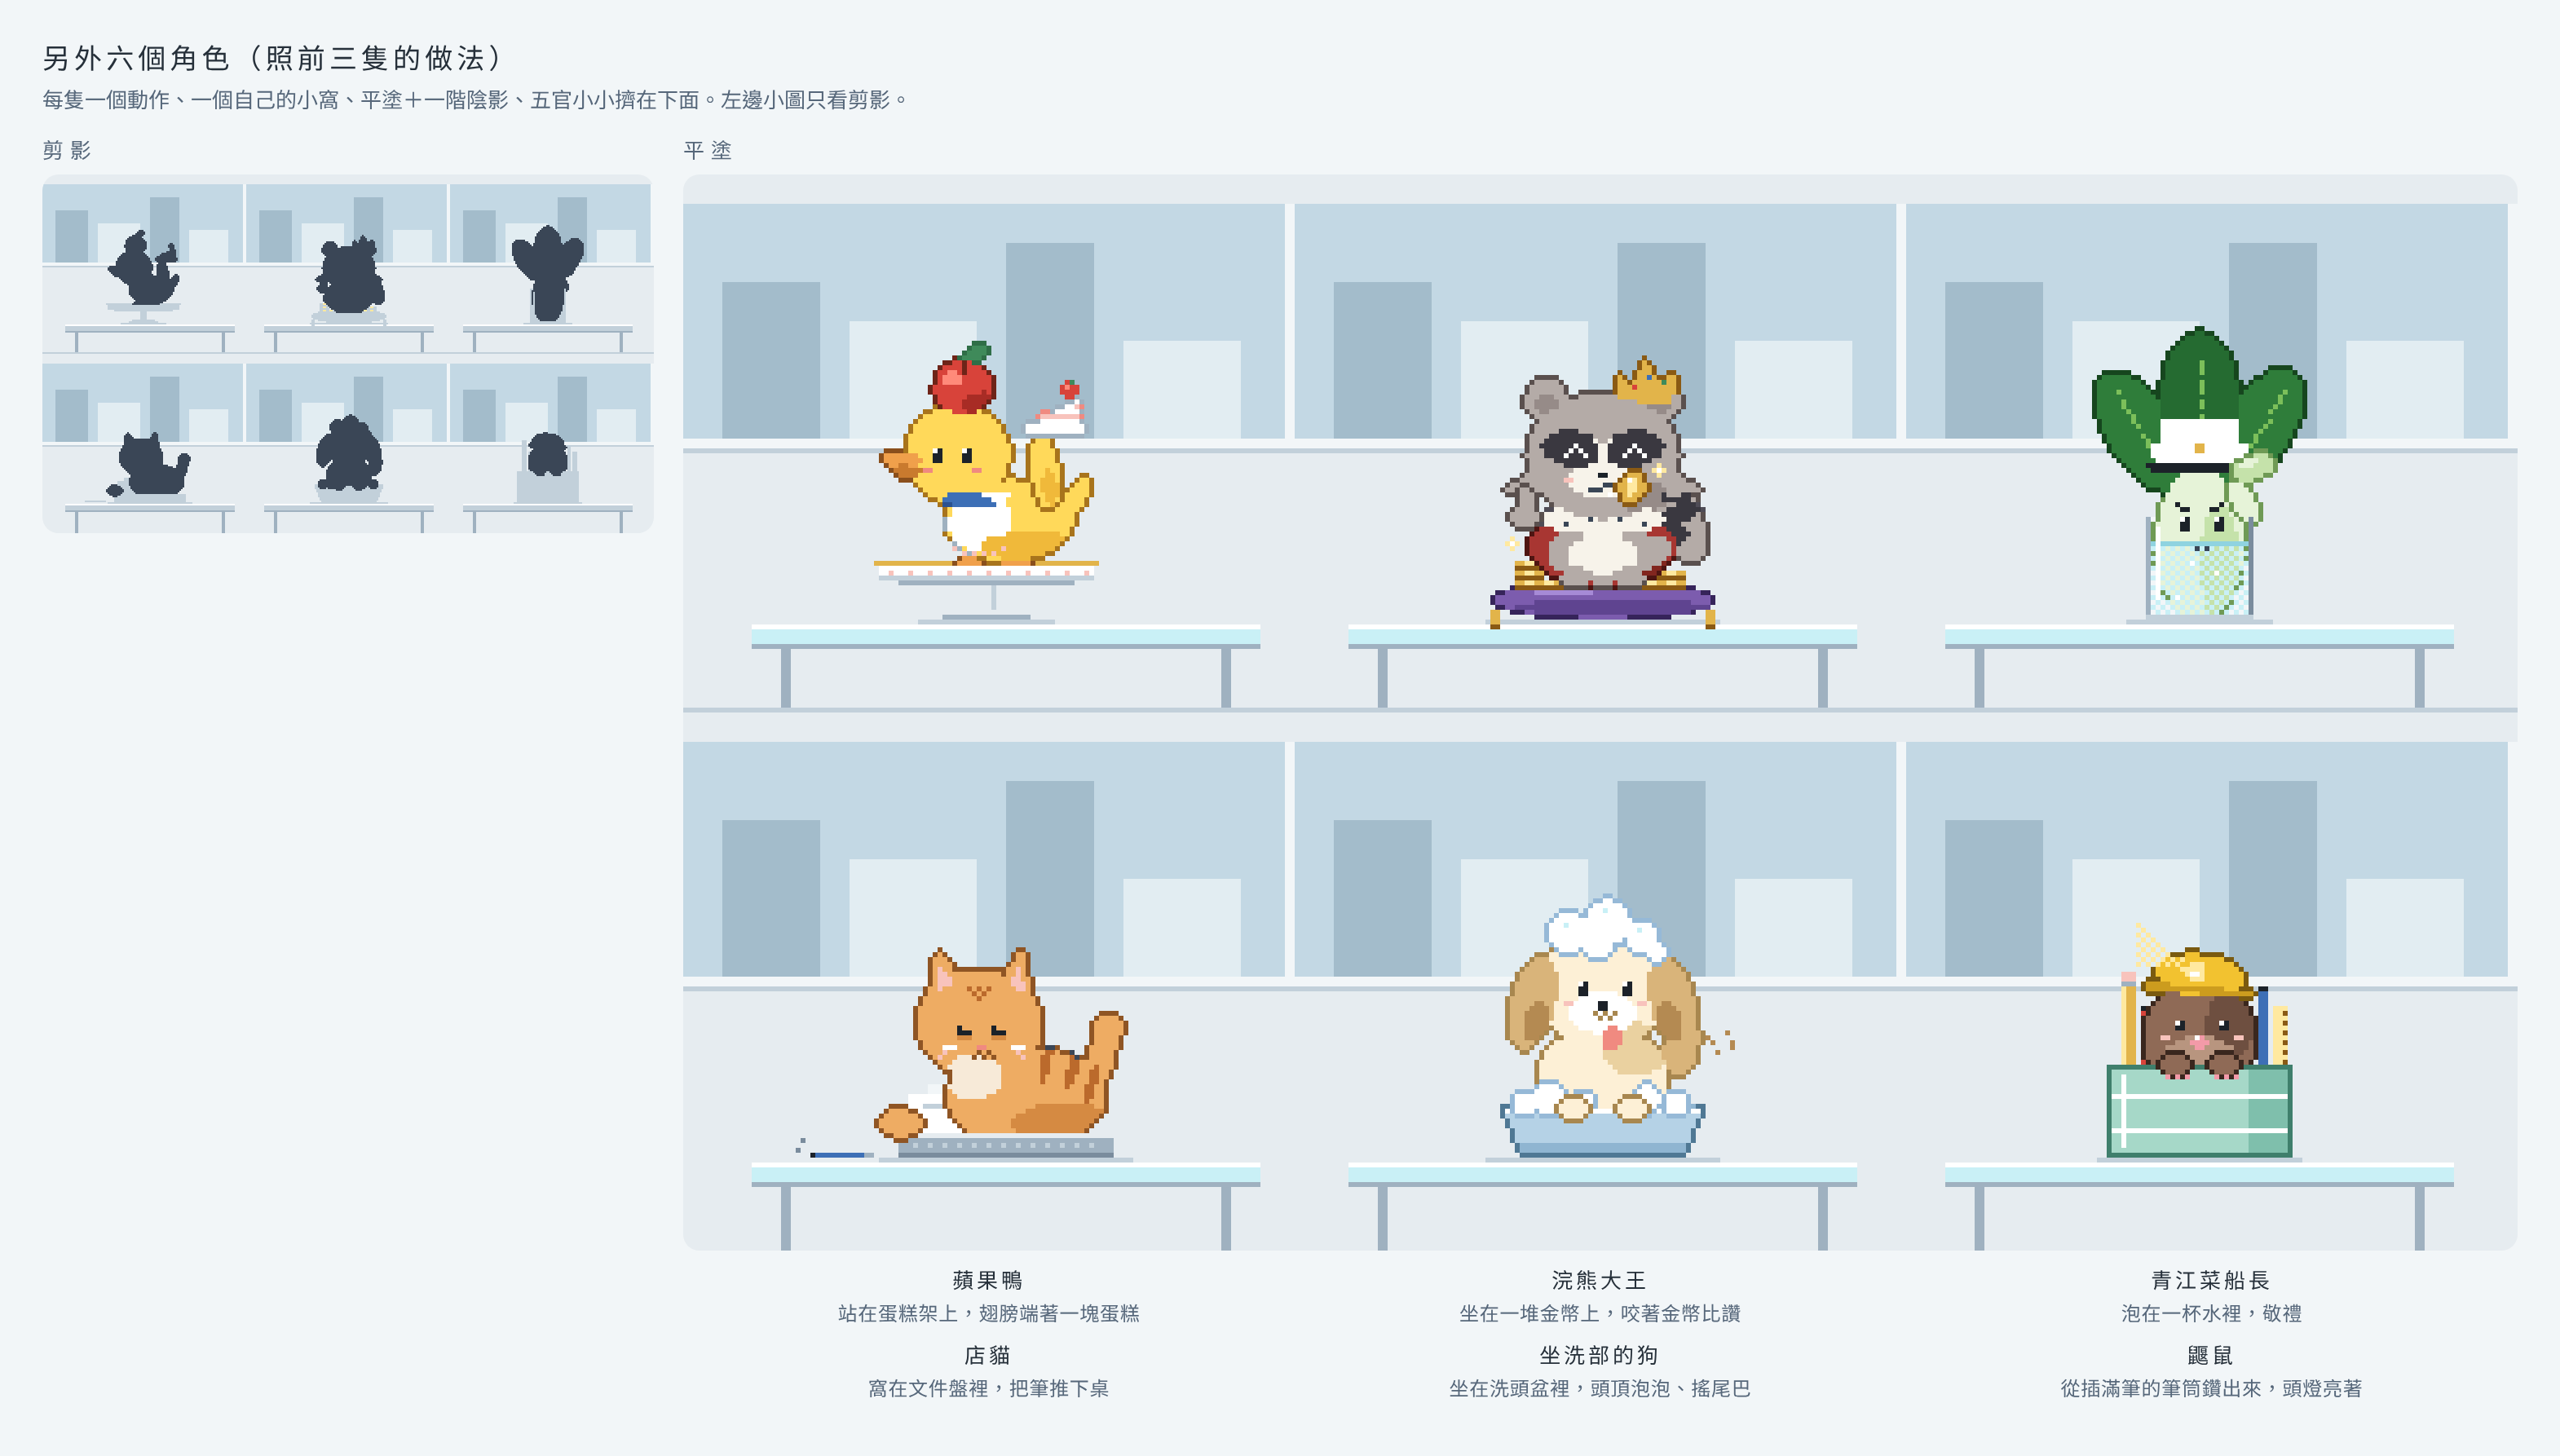 另外六個角色（照前三隻的做法）
每隻一個動作、一個自己的小窩、平塗＋一階陰影、五官小小擠在下面。左邊小圖只看剪影。
剪影
平塗
蘋果鴨
站在蛋糕架上，翅膀端著一塊蛋糕
浣熊大王
坐在一堆金幣上，咬著金幣比讚
青江菜船長
泡在一杯水裡，敬禮
店貓
窩在文件盤裡，把筆推下桌
坐洗部的狗
坐在洗頭盆裡，頭頂泡泡、搖尾巴
鼴鼠
從插滿筆的筆筒鑽出來，頭燈亮著